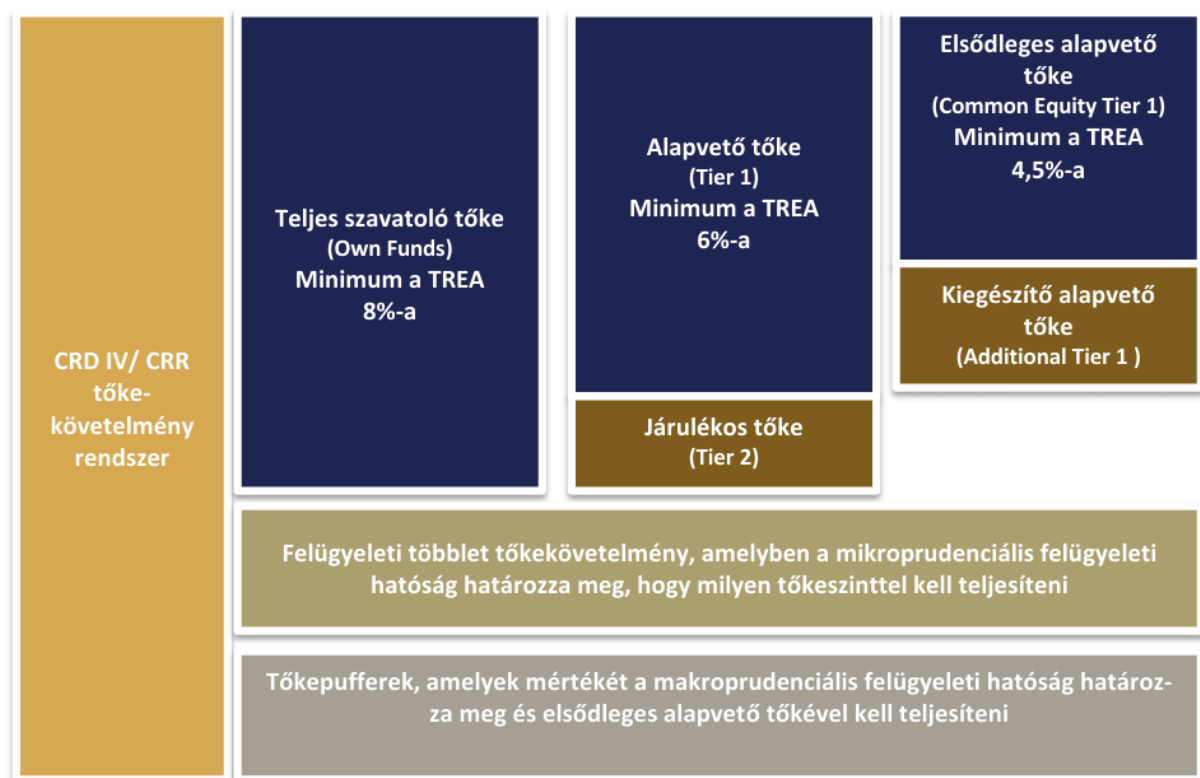 CRD IV/ CRR
tőke-
követelmény
rendszer
Teljes szavatoló tőke
(Own Funds)
Minimum a TREA
8%-a
Alapvető tőke
(Tier 1)
Minimum a TREA
6%-a
Járulékos tőke
(Tier 2)
Elsődleges alapvető
tőke
(Common Equity Tier 1)
Minimum a TREA
4,5%-a
Kiegészítő alapvető
tőke
(Additional Tier 1 )
Felügyeleti többlet tőkekövetelmény, amelyben a mikroprudenciális felügyeleti
hatóság határozza meg, hogy milyen tőkeszinttel kell teljesíteni
Tőkepufferek, amelyek mértékét a makroprudenciális felügyeleti hatóság határoz-
za meg és elsődleges alapvető tőkével kell teljesíteni